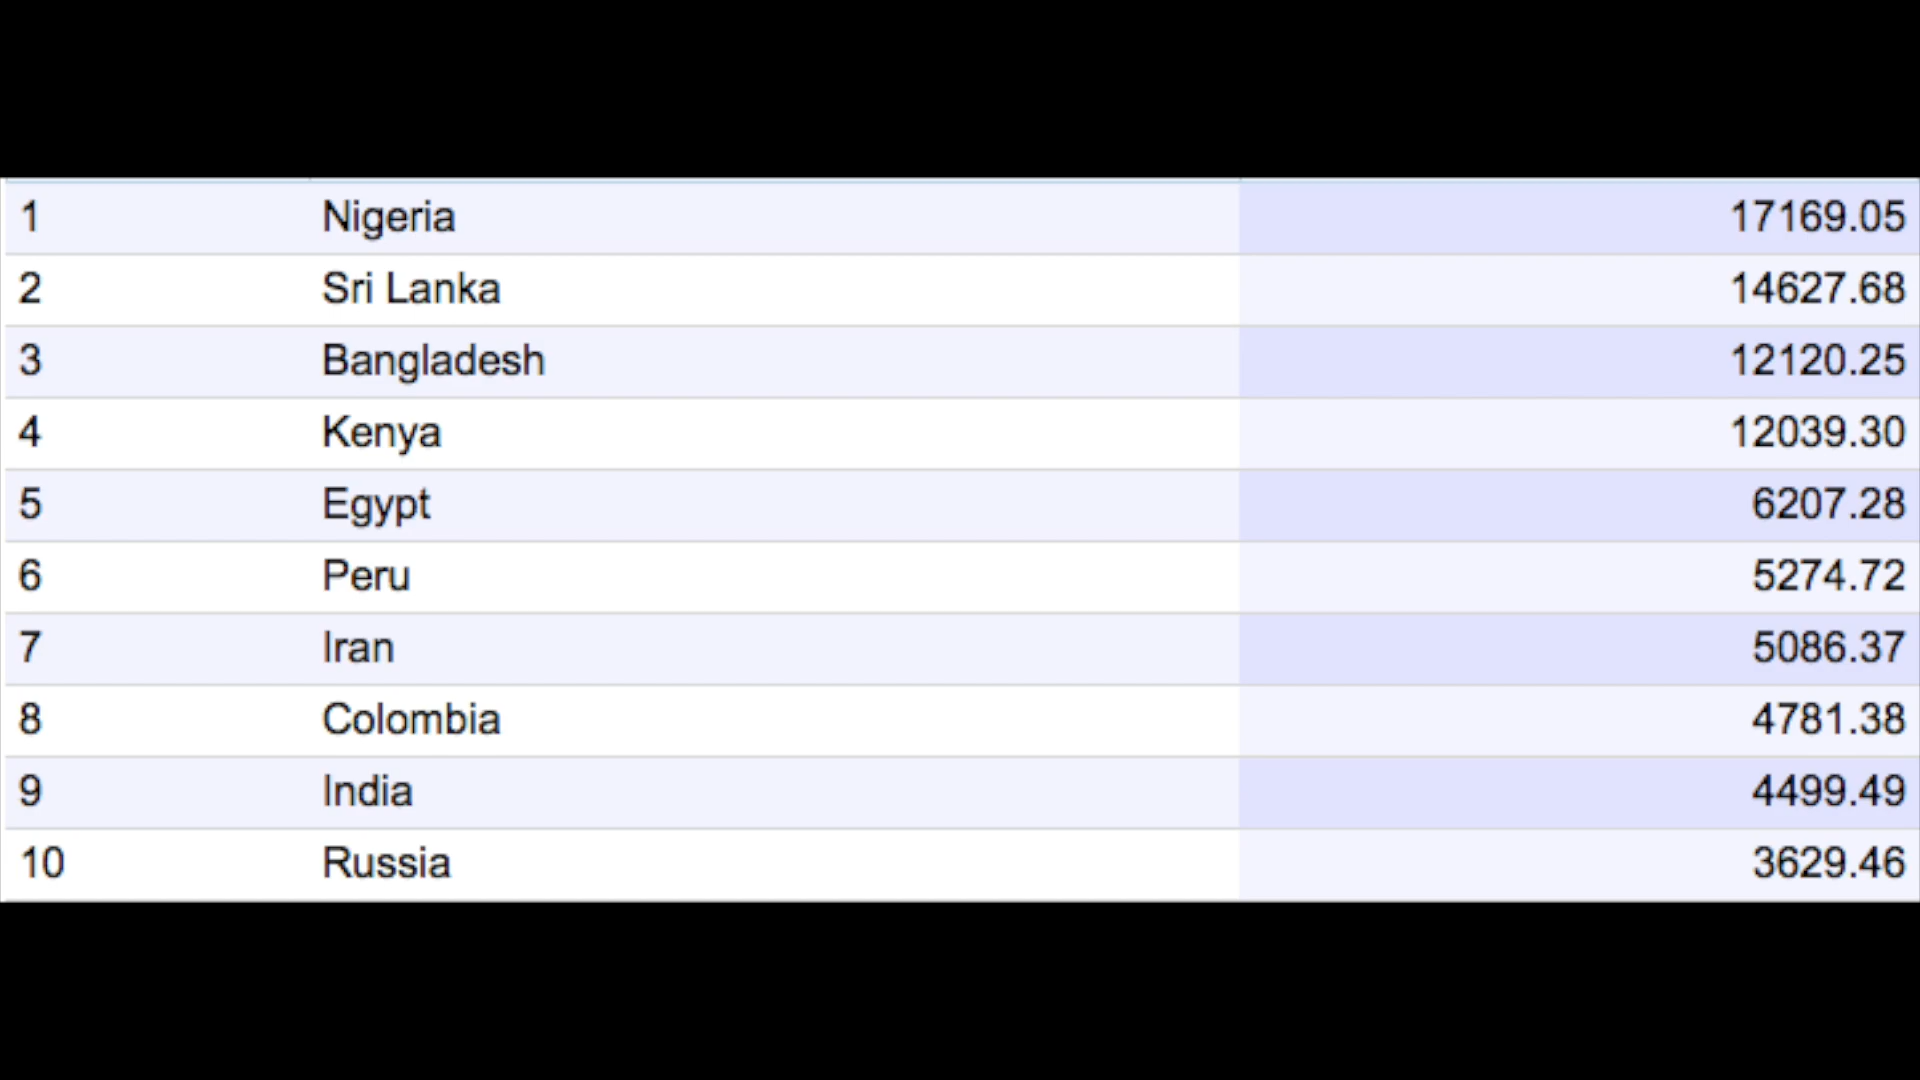 1 Nigeria 17169.05
2 Sri Lanka 14627.68
3 Bangladesh 12120.25
4 Kenya 12039.30
5 Egypt 6207.28
6 Peru 5274.72
7 Iran 5086.37
8 Colombia 4781.38
9 India 4499.49
10 Russia 3629.46